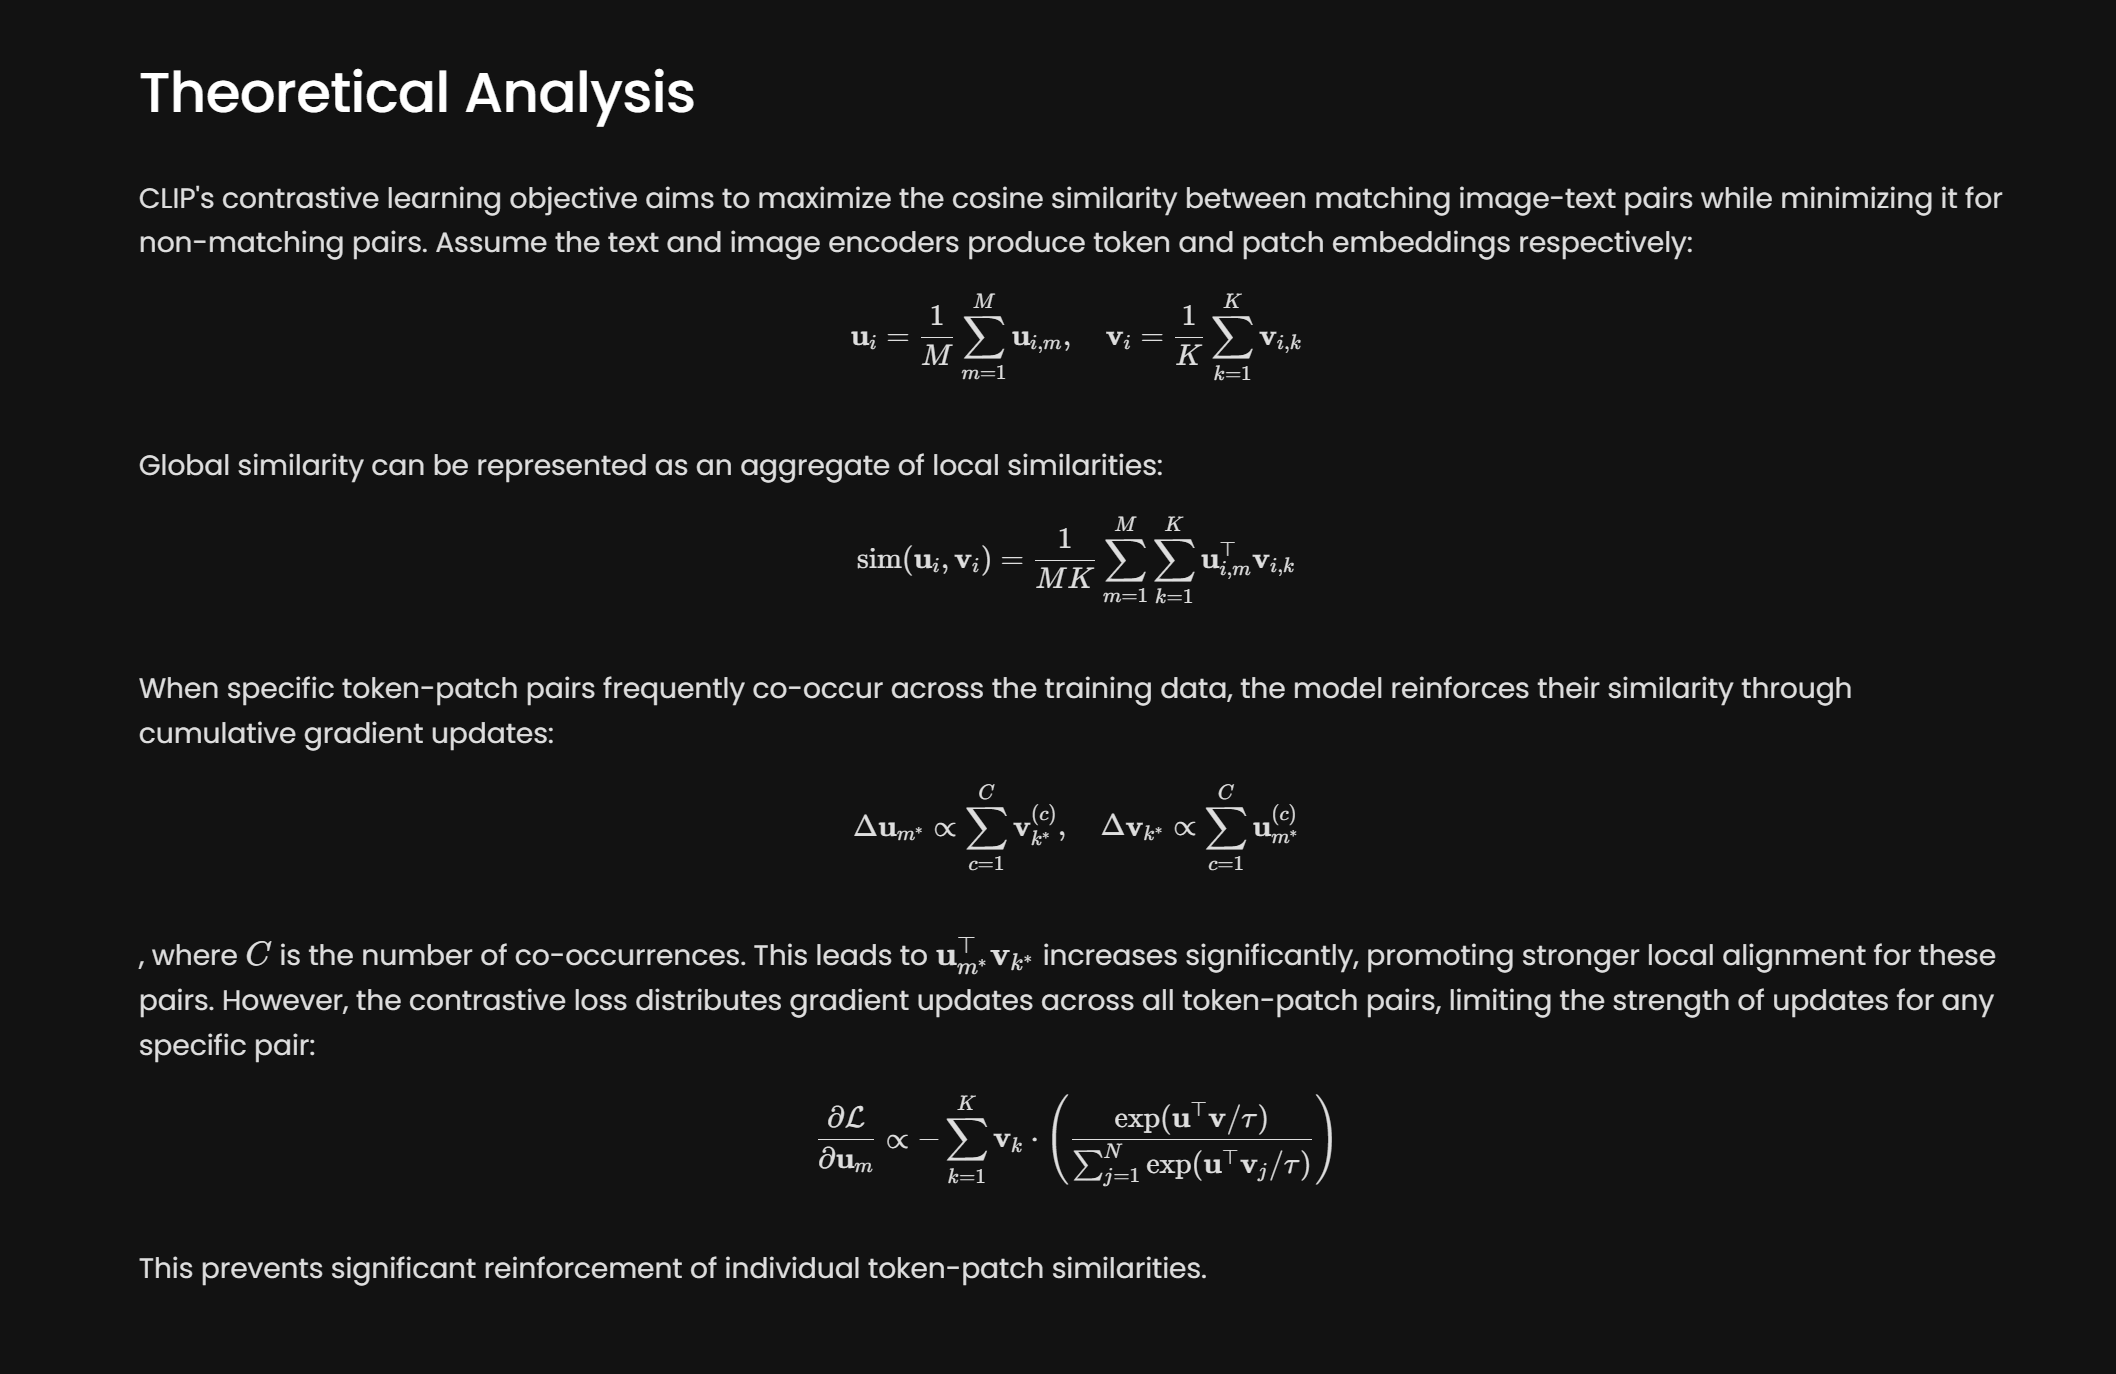 Theoretical Analysis
CLIP's contrastive learning objective aims to maximize the cosine similarity between matching image-text pairs while minimizing it for
non-matching pairs. Assume the text and image encoders produce token and patch embeddings respectively:
$$\mathbf{u}_i = \frac{1}{M} \sum_{m=1}^{M} \mathbf{u}_{i,m}, \quad \mathbf{v}_i = \frac{1}{K} \sum_{k=1}^{K} \mathbf{v}_{i,k}$$
Global similarity can be represented as an aggregate of local similarities:
$$\text{sim}(\mathbf{u}_i, \mathbf{v}_i) = \frac{1}{MK} \sum_{m=1}^{M} \sum_{k=1}^{K} \mathbf{u}_{i,m}^\top \mathbf{v}_{i,k}$$
When specific token-patch pairs frequently co-occur across the training data, the model reinforces their similarity through
cumulative gradient updates:
$$\Delta \mathbf{u}_{m^*} \propto \sum_{c=1}^{C} \mathbf{v}_{k^*}^{(c)}, \quad \Delta \mathbf{v}_{k^*} \propto \sum_{c=1}^{C} \mathbf{u}_{m^*}^{(c)}$$
, where $C$ is the number of co-occurrences. This leads to $\mathbf{u}_{m^*}^\top \mathbf{v}_{k^*}$ increases significantly, promoting stronger local alignment for these
pairs. However, the contrastive loss distributes gradient updates across all token-patch pairs, limiting the strength of updates for any
specific pair:
$$\frac{\partial \mathcal{L}}{\partial \mathbf{u}_m} \propto - \sum_{k=1}^{K} \mathbf{v}_k \cdot \left( \frac{\exp(\mathbf{u}^\top \mathbf{v} / \tau)}{\sum_{j=1}^{N} \exp(\mathbf{u}^\top \mathbf{v}_j / \tau)} \right)$$
This prevents significant reinforcement of individual token-patch similarities.